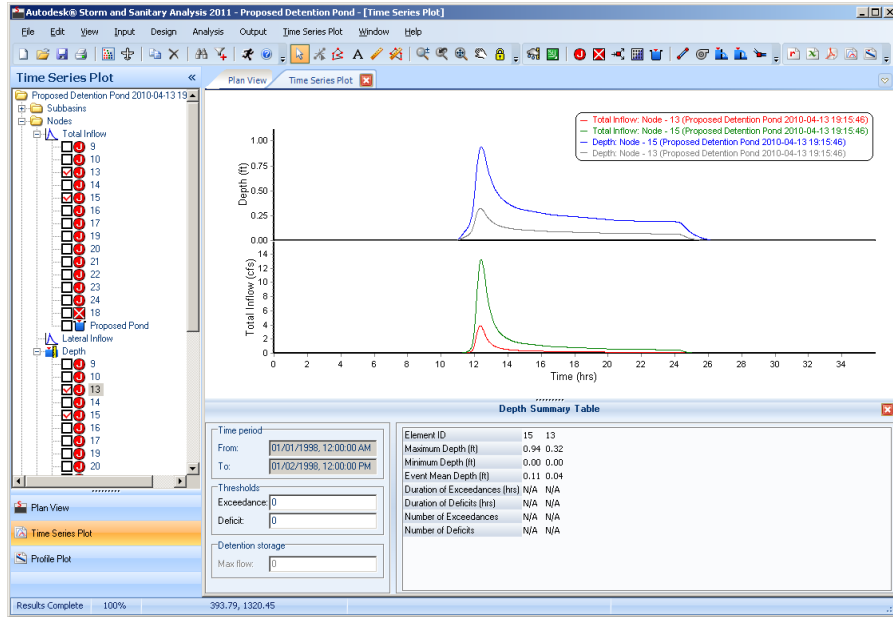 Autodesk® Storm and Sanitary Analysis 2011 - Proposed Detention Pond - [Time Series Plot]
File Edit View Input Design Analysis Output Time Series Plot Window Help
Time Series Plot «
Proposed Detention Pond 2010-04-13 19
Subbasins
Nodes
Total Inflow
J 9
J 10
J 13
J 14
J 15
J 16
J 17
J 19
J 20
J 21
J 22
J 23
J 24
18
Proposed Pond
Lateral Inflow
Depth
J 9
J 10
J 13
J 14
J 15
J 16
J 17
J 19
J 20
Plan View
Time Series Plot
Profile Plot
Plan View Time Series Plot
Total Inflow: Node - 13 (Proposed Detention Pond 2010-04-13 19:15:46)
Total Inflow: Node - 15 (Proposed Detention Pond 2010-04-13 19:15:46)
Depth: Node - 15 (Proposed Detention Pond 2010-04-13 19:15:46)
Depth: Node - 13 (Proposed Detention Pond 2010-04-13 19:15:46)
Depth (ft)
1.00
0.75
0.50
0.25
0.00
Total Inflow (cfs)
14
12
10
8
6
4
2
0
0 2 4 6 8 10 12 14 16 18 20 22 24 26 28 30 32 34
Time (hrs)
Depth Summary Table
Time period
From: 01/01/1998, 12:00:00 AM
To: 01/02/1998, 12:00:00 PM
Thresholds
Exceedance: 0
Deficit: 0
Detention storage
Max flow: 0
Element ID 15 13
Maximum Depth (ft) 0.94 0.32
Minimum Depth (ft) 0.00 0.00
Event Mean Depth (ft) 0.11 0.04
Duration of Exceedances (hrs) N/A N/A
Duration of Deficits (hrs) N/A N/A
Number of Exceedances N/A N/A
Number of Deficits N/A N/A
Results Complete 100% 393.79, 1320.45